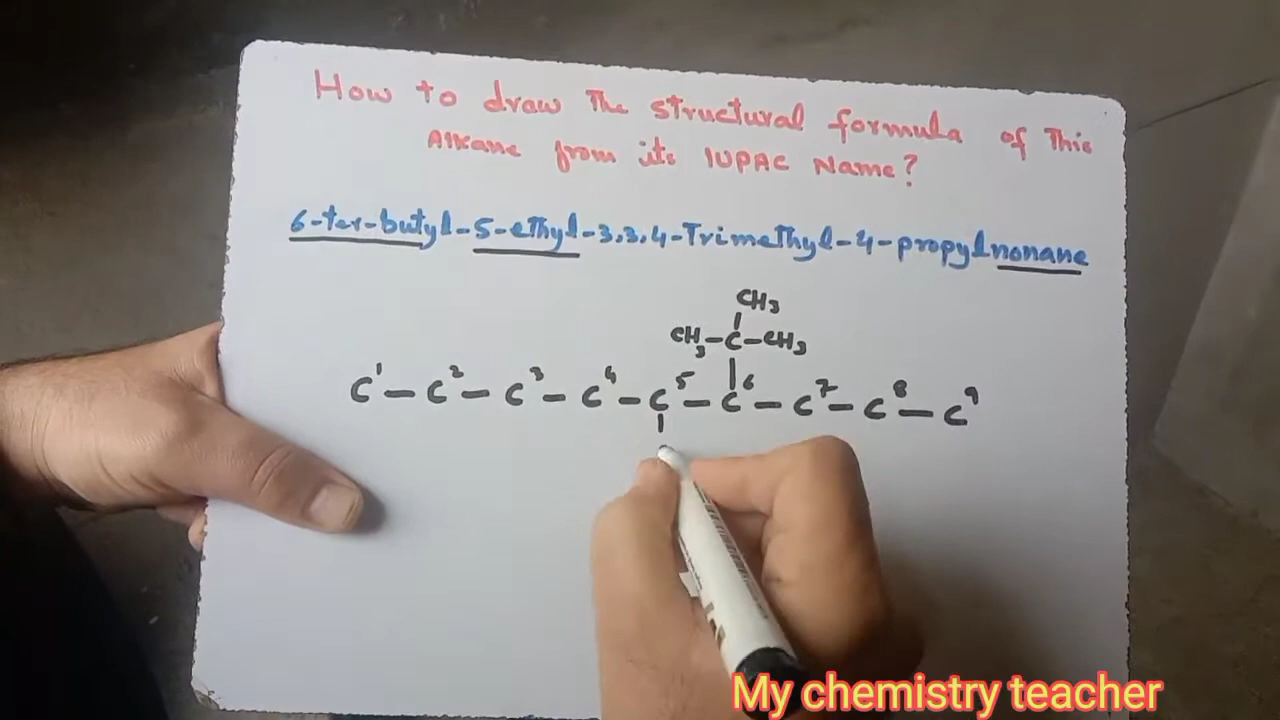 How to draw The structural formula of This
Alkane from its IUPAC Name?
6-ter-butyl-5-ethyl-3,3,4-Trimethyl-4-propylnonane
CH₃
CH₃-C-CH₃
C¹-C²-C³-C⁴-C⁵-C⁶-C⁷-C⁸-C⁹
My chemistry teacher